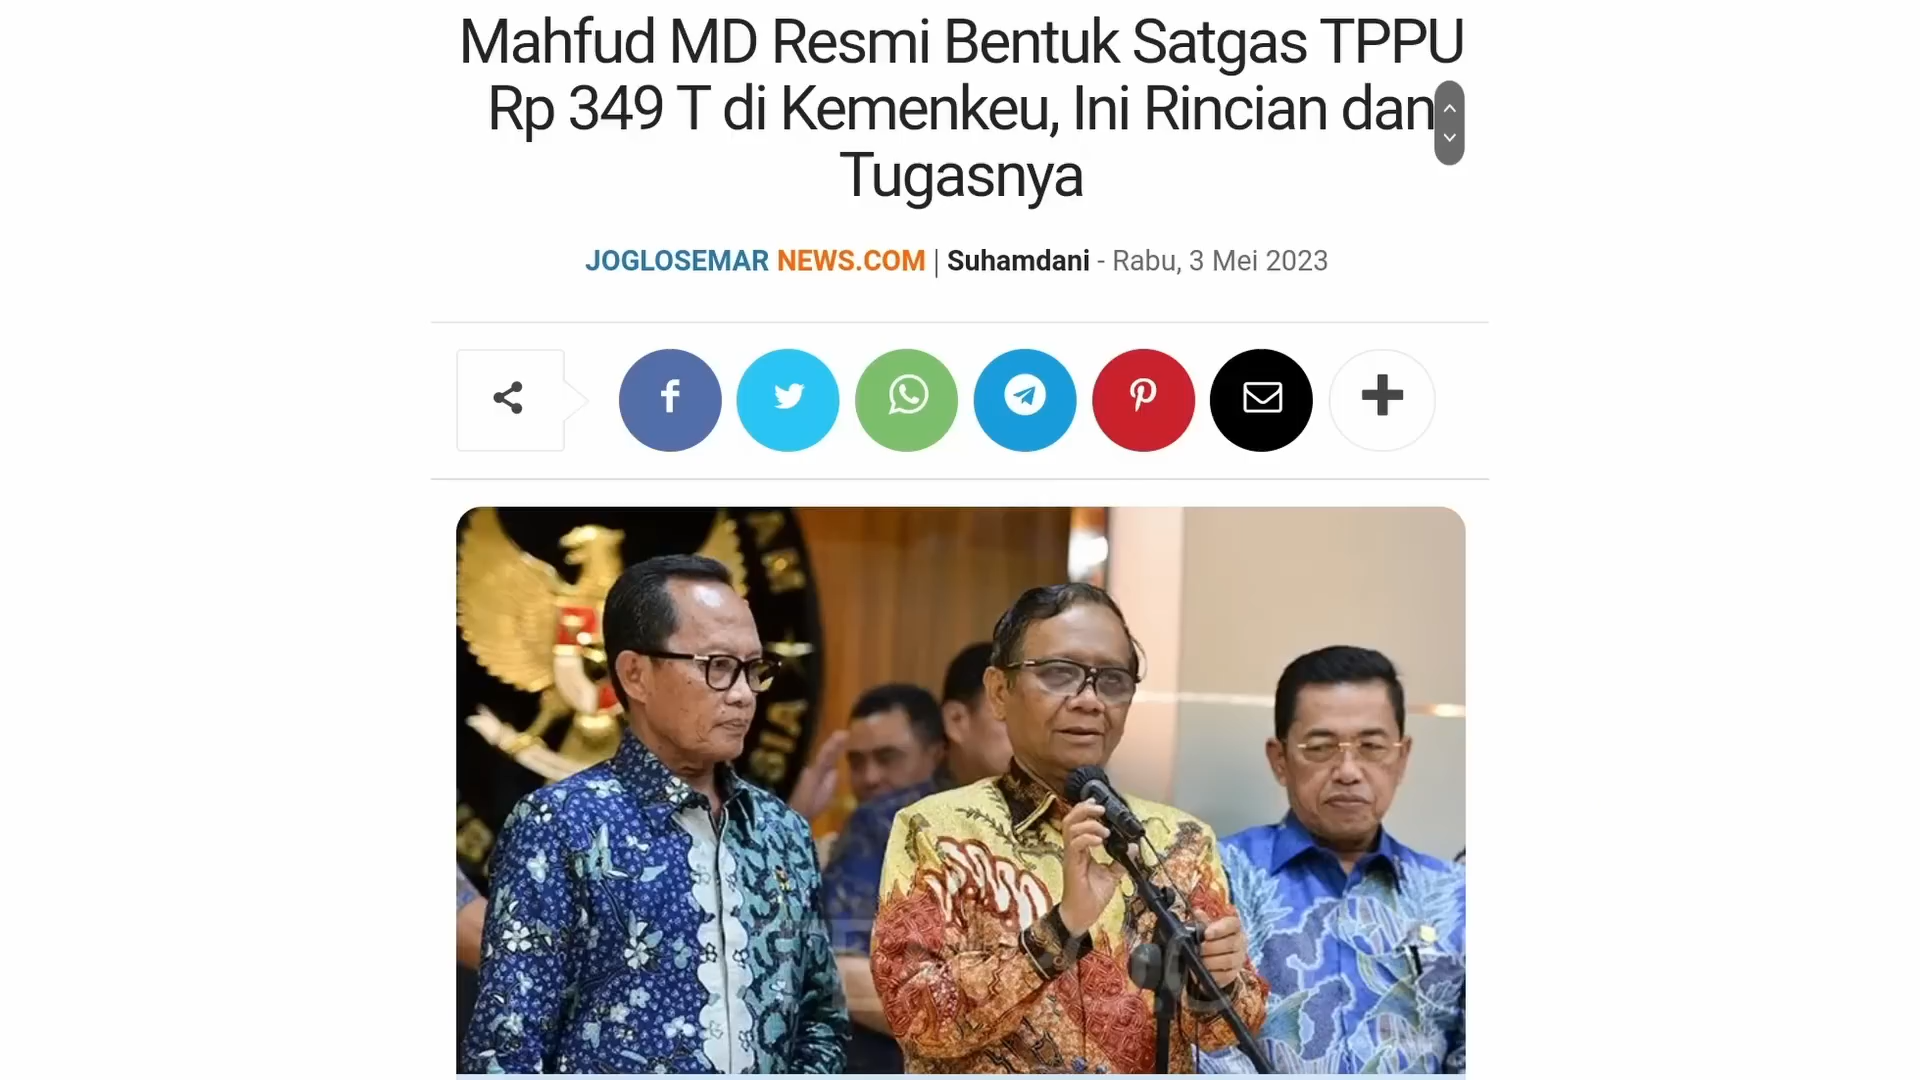 Mahfud MD Resmi Bentuk Satgas TPPU
Rp 349 T di Kemenkeu, Ini Rincian dan
Tugasnya
JOGLOSEMAR NEWS.COM | Suhamdani - Rabu, 3 Mei 2023